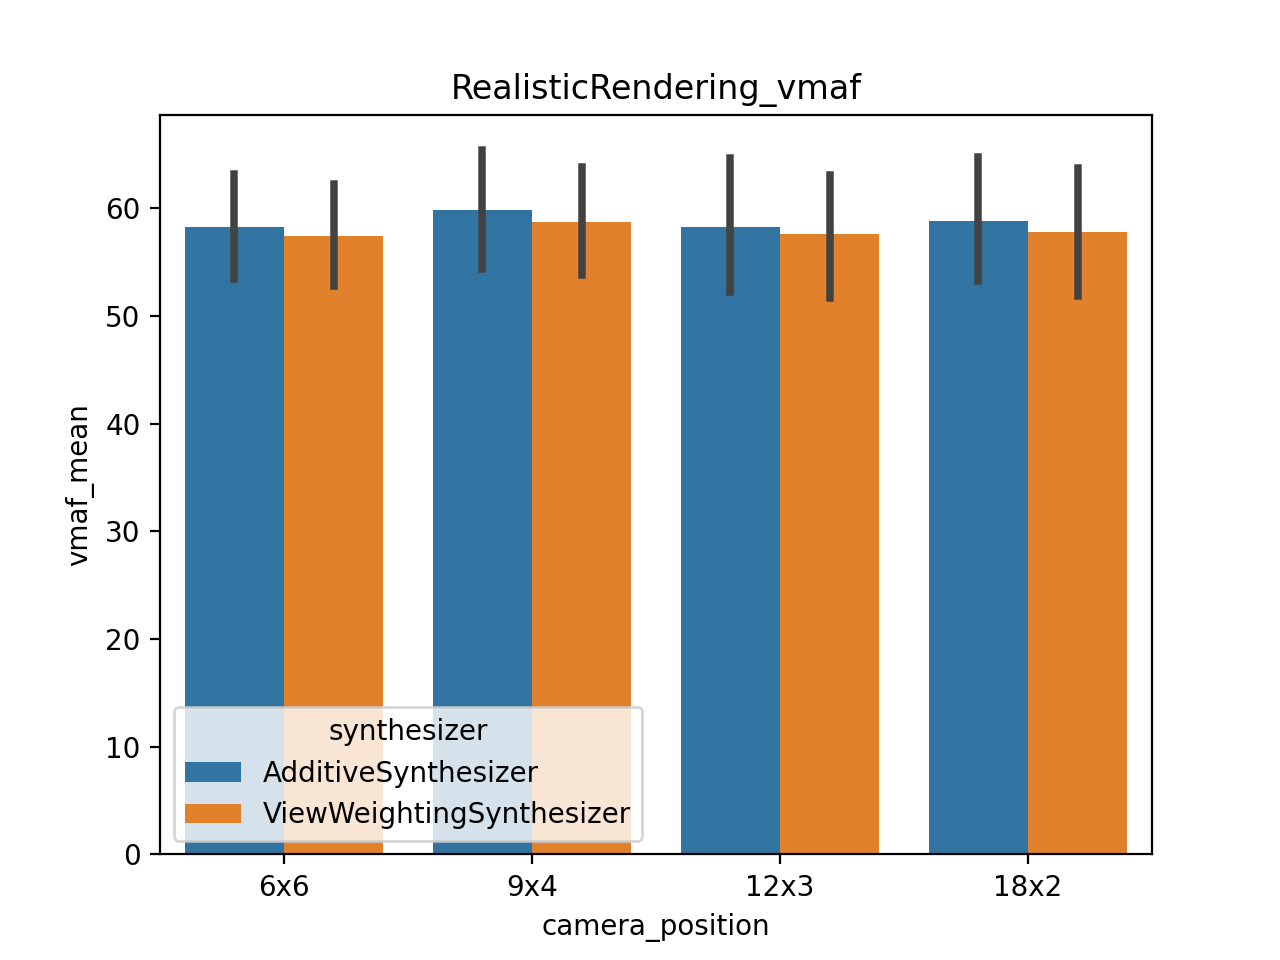 RealisticRendering_vmaf
vmaf_mean
60
50
40
30
20
10
0
synthesizer
AdditiveSynthesizer
ViewWeightingSynthesizer
6x6
9x4
12x3
18x2
camera_position